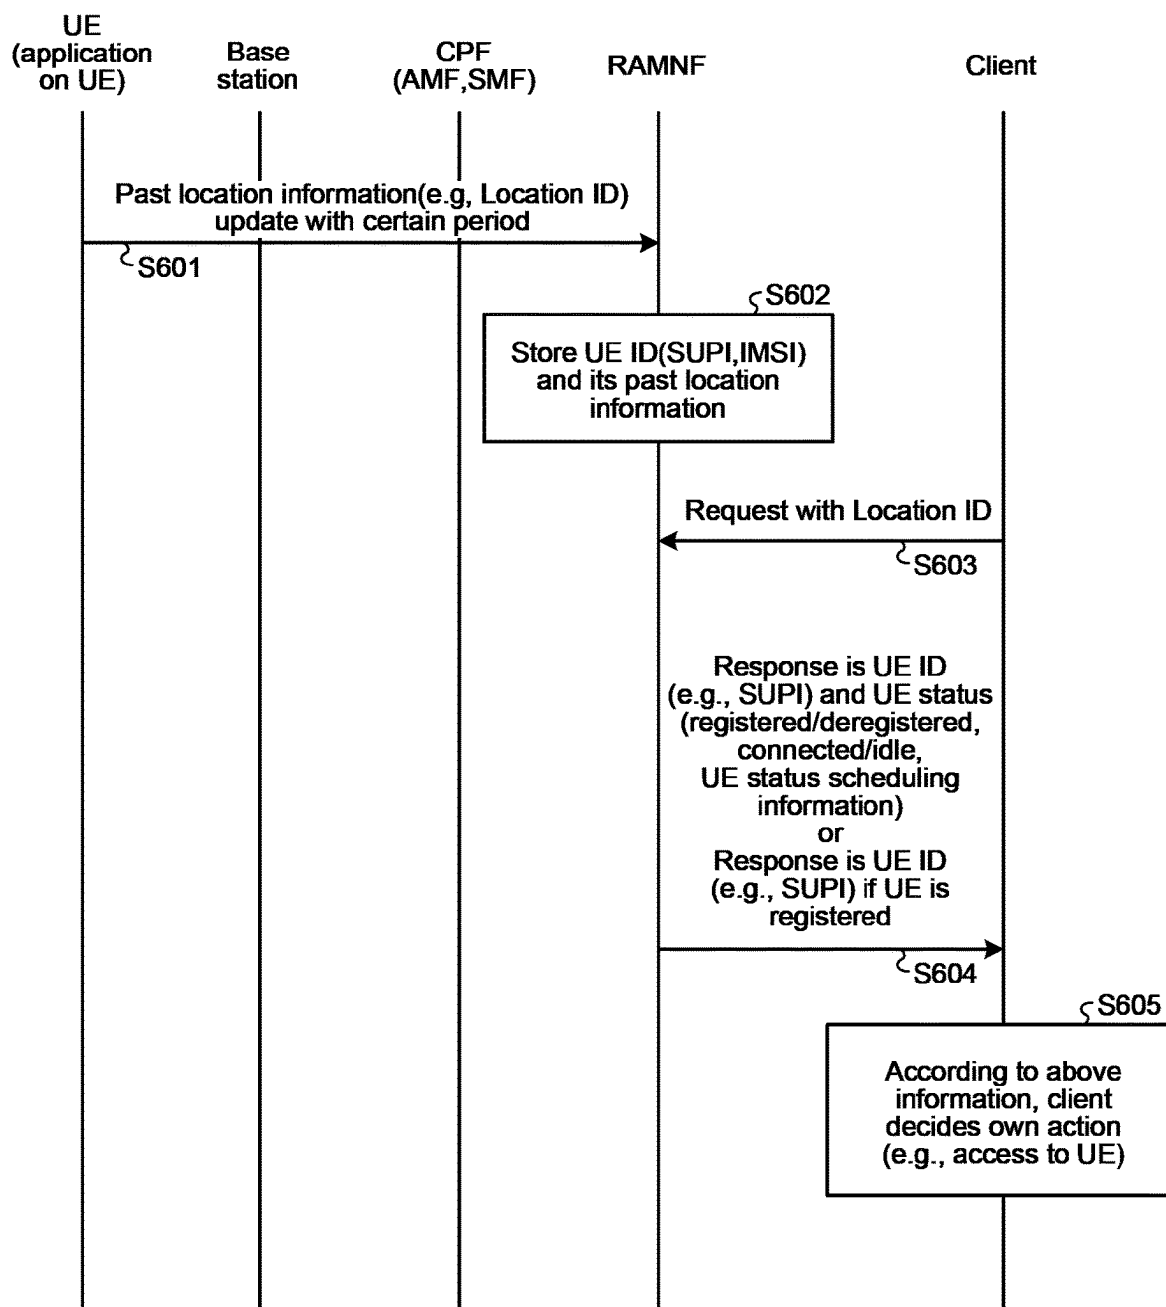 UE
(application
on UE)
Base
station
CPF
(AMF,SMF)
RAMNF
Client
Past location information(e.g, Location ID)
update with certain period
S601
S602
Store UE ID(SUPI,IMSI)
and its past location
information
Request with Location ID
S603
Response is UE ID
(e.g., SUPI) and UE status
(registered/deregistered,
connected/idle,
UE status scheduling
information)
or
Response is UE ID
(e.g., SUPI) if UE is
registered
S604
S605
According to above
information, client
decides own action
(e.g., access to UE)